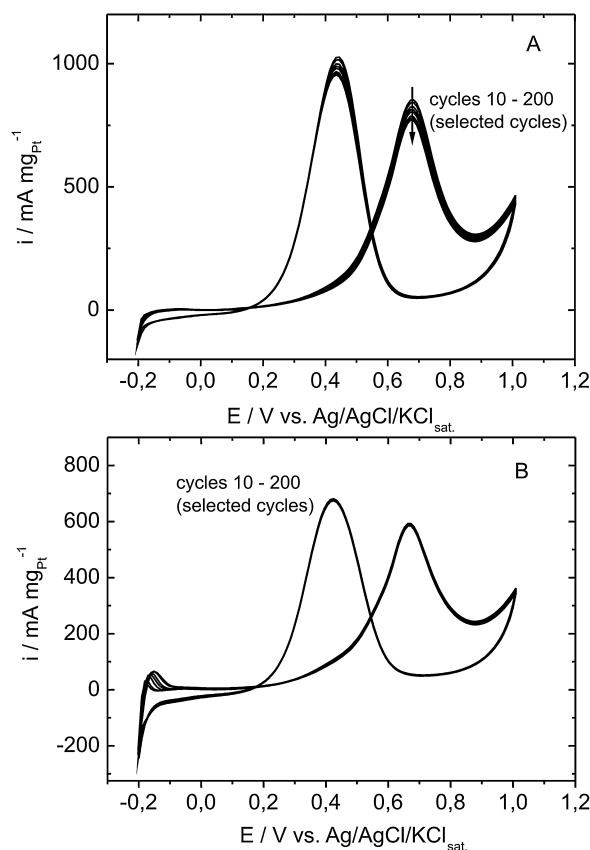 A
1000
500
0
i / mA mg_Pt^-1
cycles 10 - 200
(selected cycles)
-0,2 0,0 0,2 0,4 0,6 0,8 1,0 1,2
E / V vs. Ag/AgCl/KCl_sat.
B
800
600
400
200
0
-200
i / mA mg_Pt^-1
cycles 10 - 200
(selected cycles)
-0,2 0,0 0,2 0,4 0,6 0,8 1,0 1,2
E / V vs. Ag/AgCl/KCl_sat.